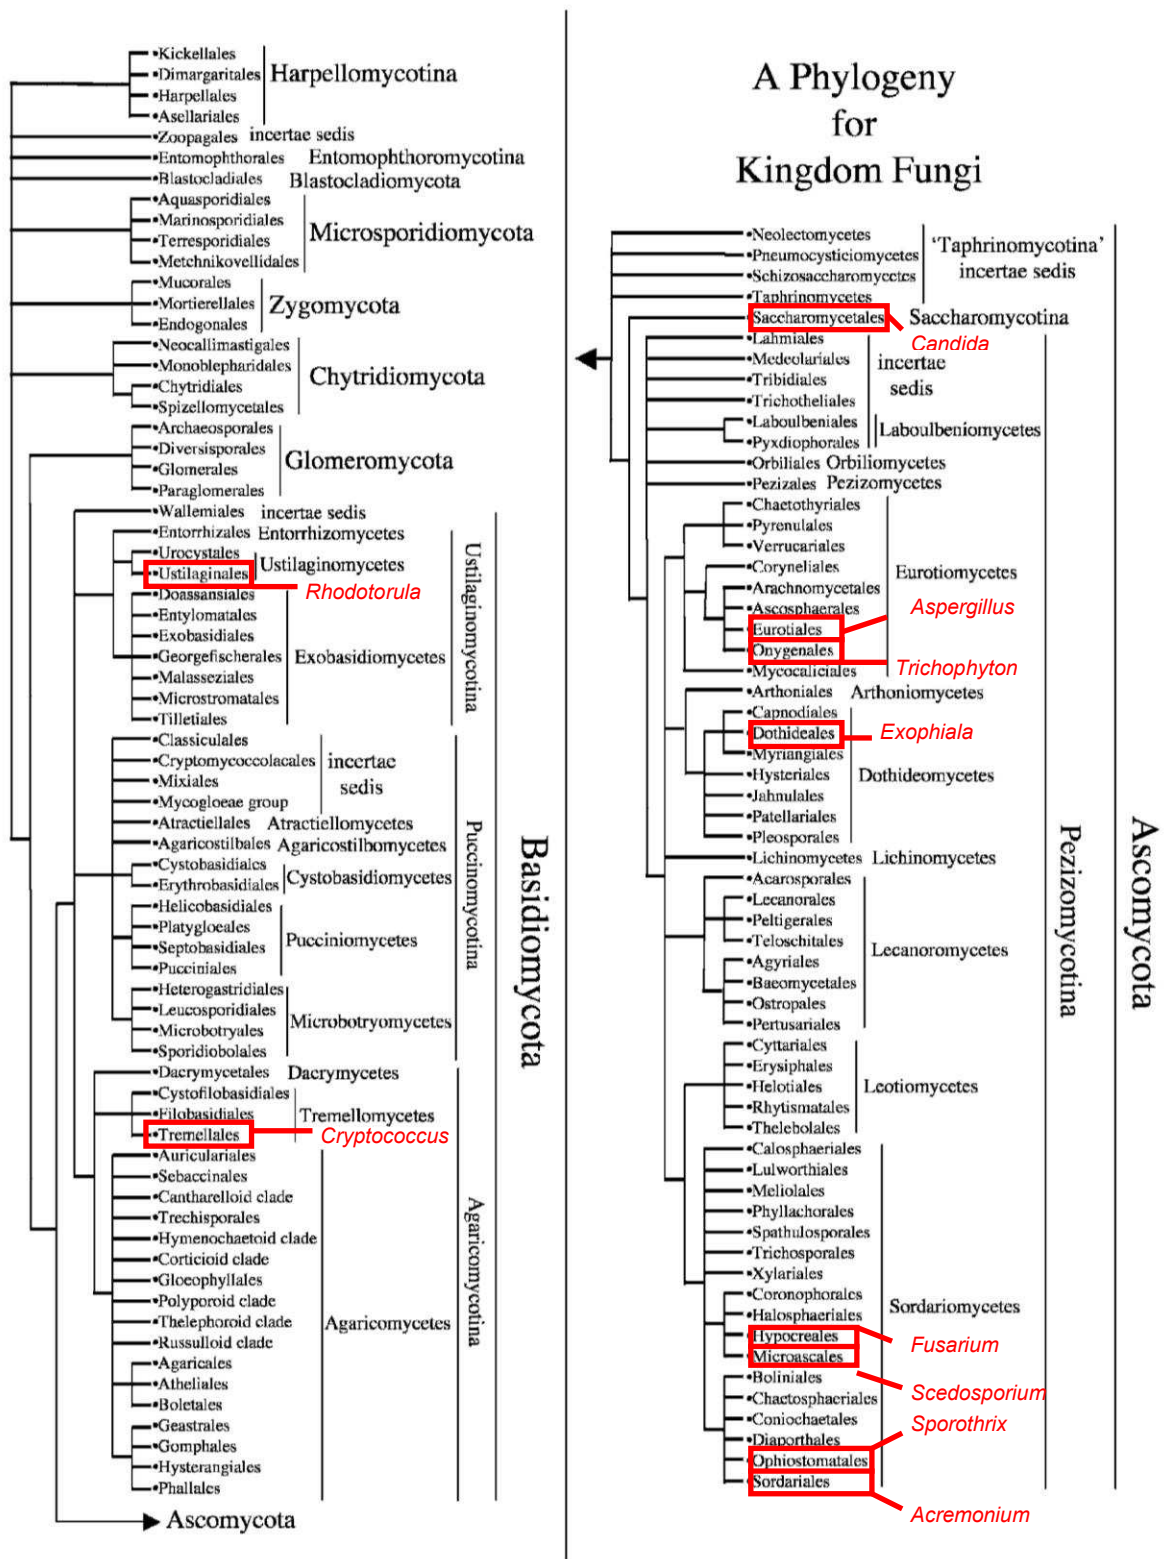 Kickellales
Dimargaritales
Harpellales
Asellariales
Harpellomycotina
Zoopagales incertae sedis
Entomophthorales Entomophthoromycotina
Blastocladiales Blastocladiomycota
Aquasporidiales
Marinosporidiales
Terresporidiales
Metchnikovellidales
Microsporidiomycota
Mucorales
Mortierellales
Endogonales
Zygomycota
Neocallimastigales
Monoblepharidales
Chytridiales
Spizellomycetales
Chytridiomycota
Archaeosporales
Diversisporales
Glomerales
Paraglomerales
Glomeromycota
Wallemiales incertae sedis
Entorrhizales Entorrhizomycetes
Urocystales
Ustilaginales
Ustilaginomycetes
Rhodotorula
Doassansiales
Entylomatales
Exobasidiales
Georgefischerales
Malasseziales
Microstromatales
Tilletiales
Exobasidiomycetes
Ustilaginomycotina
Classiculales
Cryptomycocolacales
Mixiales
Mycogloeae group
incertae
sedis
Atractiellales Atractiellomycetes
Agaricostilbales Agaricostilbomycetes
Cystobasidiales
Erythrobasidiales
Cystobasidiomycetes
Helicobasidiales
Platygloeales
Septobasidiales
Pucciniales
Pucciniomycetes
Heterogastridiales
Leucosporidiales
Microbotryales
Sporidiobolales
Microbotryomycetes
Puccinomycotina
Dacrymycetales Dacrymycetes
Cystofilobasidiales
Filobasidiales
Tremellales
Tremellomycetes
Cryptococcus
Auriculariales
Sebaccinales
Cantharelloid clade
Trechisporales
Hymenochaetoid clade
Corticioid clade
Gloeophyllales
Polyporoid clade
Thelephoroid clade
Russulloid clade
Agaricales
Atheliales
Boletales
Geastrales
Gomphales
Hysterangiales
Phallales
Agaricomycetes
Agaricomycotina
Basidiomycota
Ascomycota
A Phylogeny
for
Kingdom Fungi
Neolectomycetes
Pneumocysticiomycetes
Schizosaccharomycetes
Taphrinomycetes
'Taphrinomycotina'
incertae sedis
Saccharomycetales Saccharomycotina
Candida
Lahmiales
Medeolariales
Tribidiales
Trichotheliales
incertae
sedis
Laboulbeniales
Pyxdiophorales
Laboulbeniomycetes
Orbiliales Orbiliomycetes
Pezizales Pezizomycetes
Chaetothyriales
Pyrenulales
Verrucariales
Coryneliales
Arachnomycetales
Ascosphaerales
Eurotiales
Onygenales
Mycocaliciales
Eurotiomycetes
Aspergillus
Trichophyton
Arthoniales Arthoniomycetes
Capnodiales
Dothideales
Myriangiales
Hysteriales
Jahnulales
Patellariales
Pleosporales
Exophiala
Dothideomycetes
Lichinomycetes Lichinomycetes
Acarosporales
Lecanorales
Peltigerales
Teloschitales
Agyriales
Baeomycetales
Ostropales
Pertusariales
Lecanoromycetes
Cyttariales
Erysiphales
Helotiales
Rhytismatales
Thelebolales
Leotiomycetes
Calosphaeriales
Lulworthiales
Meliolales
Phyllachorales
Spathulosporales
Trichosporales
Xylariales
Coronophorales
Halosphaeriales
Hypocreales
Microascales
Boliniales
Chaetosphaeriales
Coniochaetales
Diaporthales
Ophiostomatales
Sordariales
Sordariomycetes
Fusarium
Scedosporium
Sporothrix
Acremonium
Pezizomycotina
Ascomycota